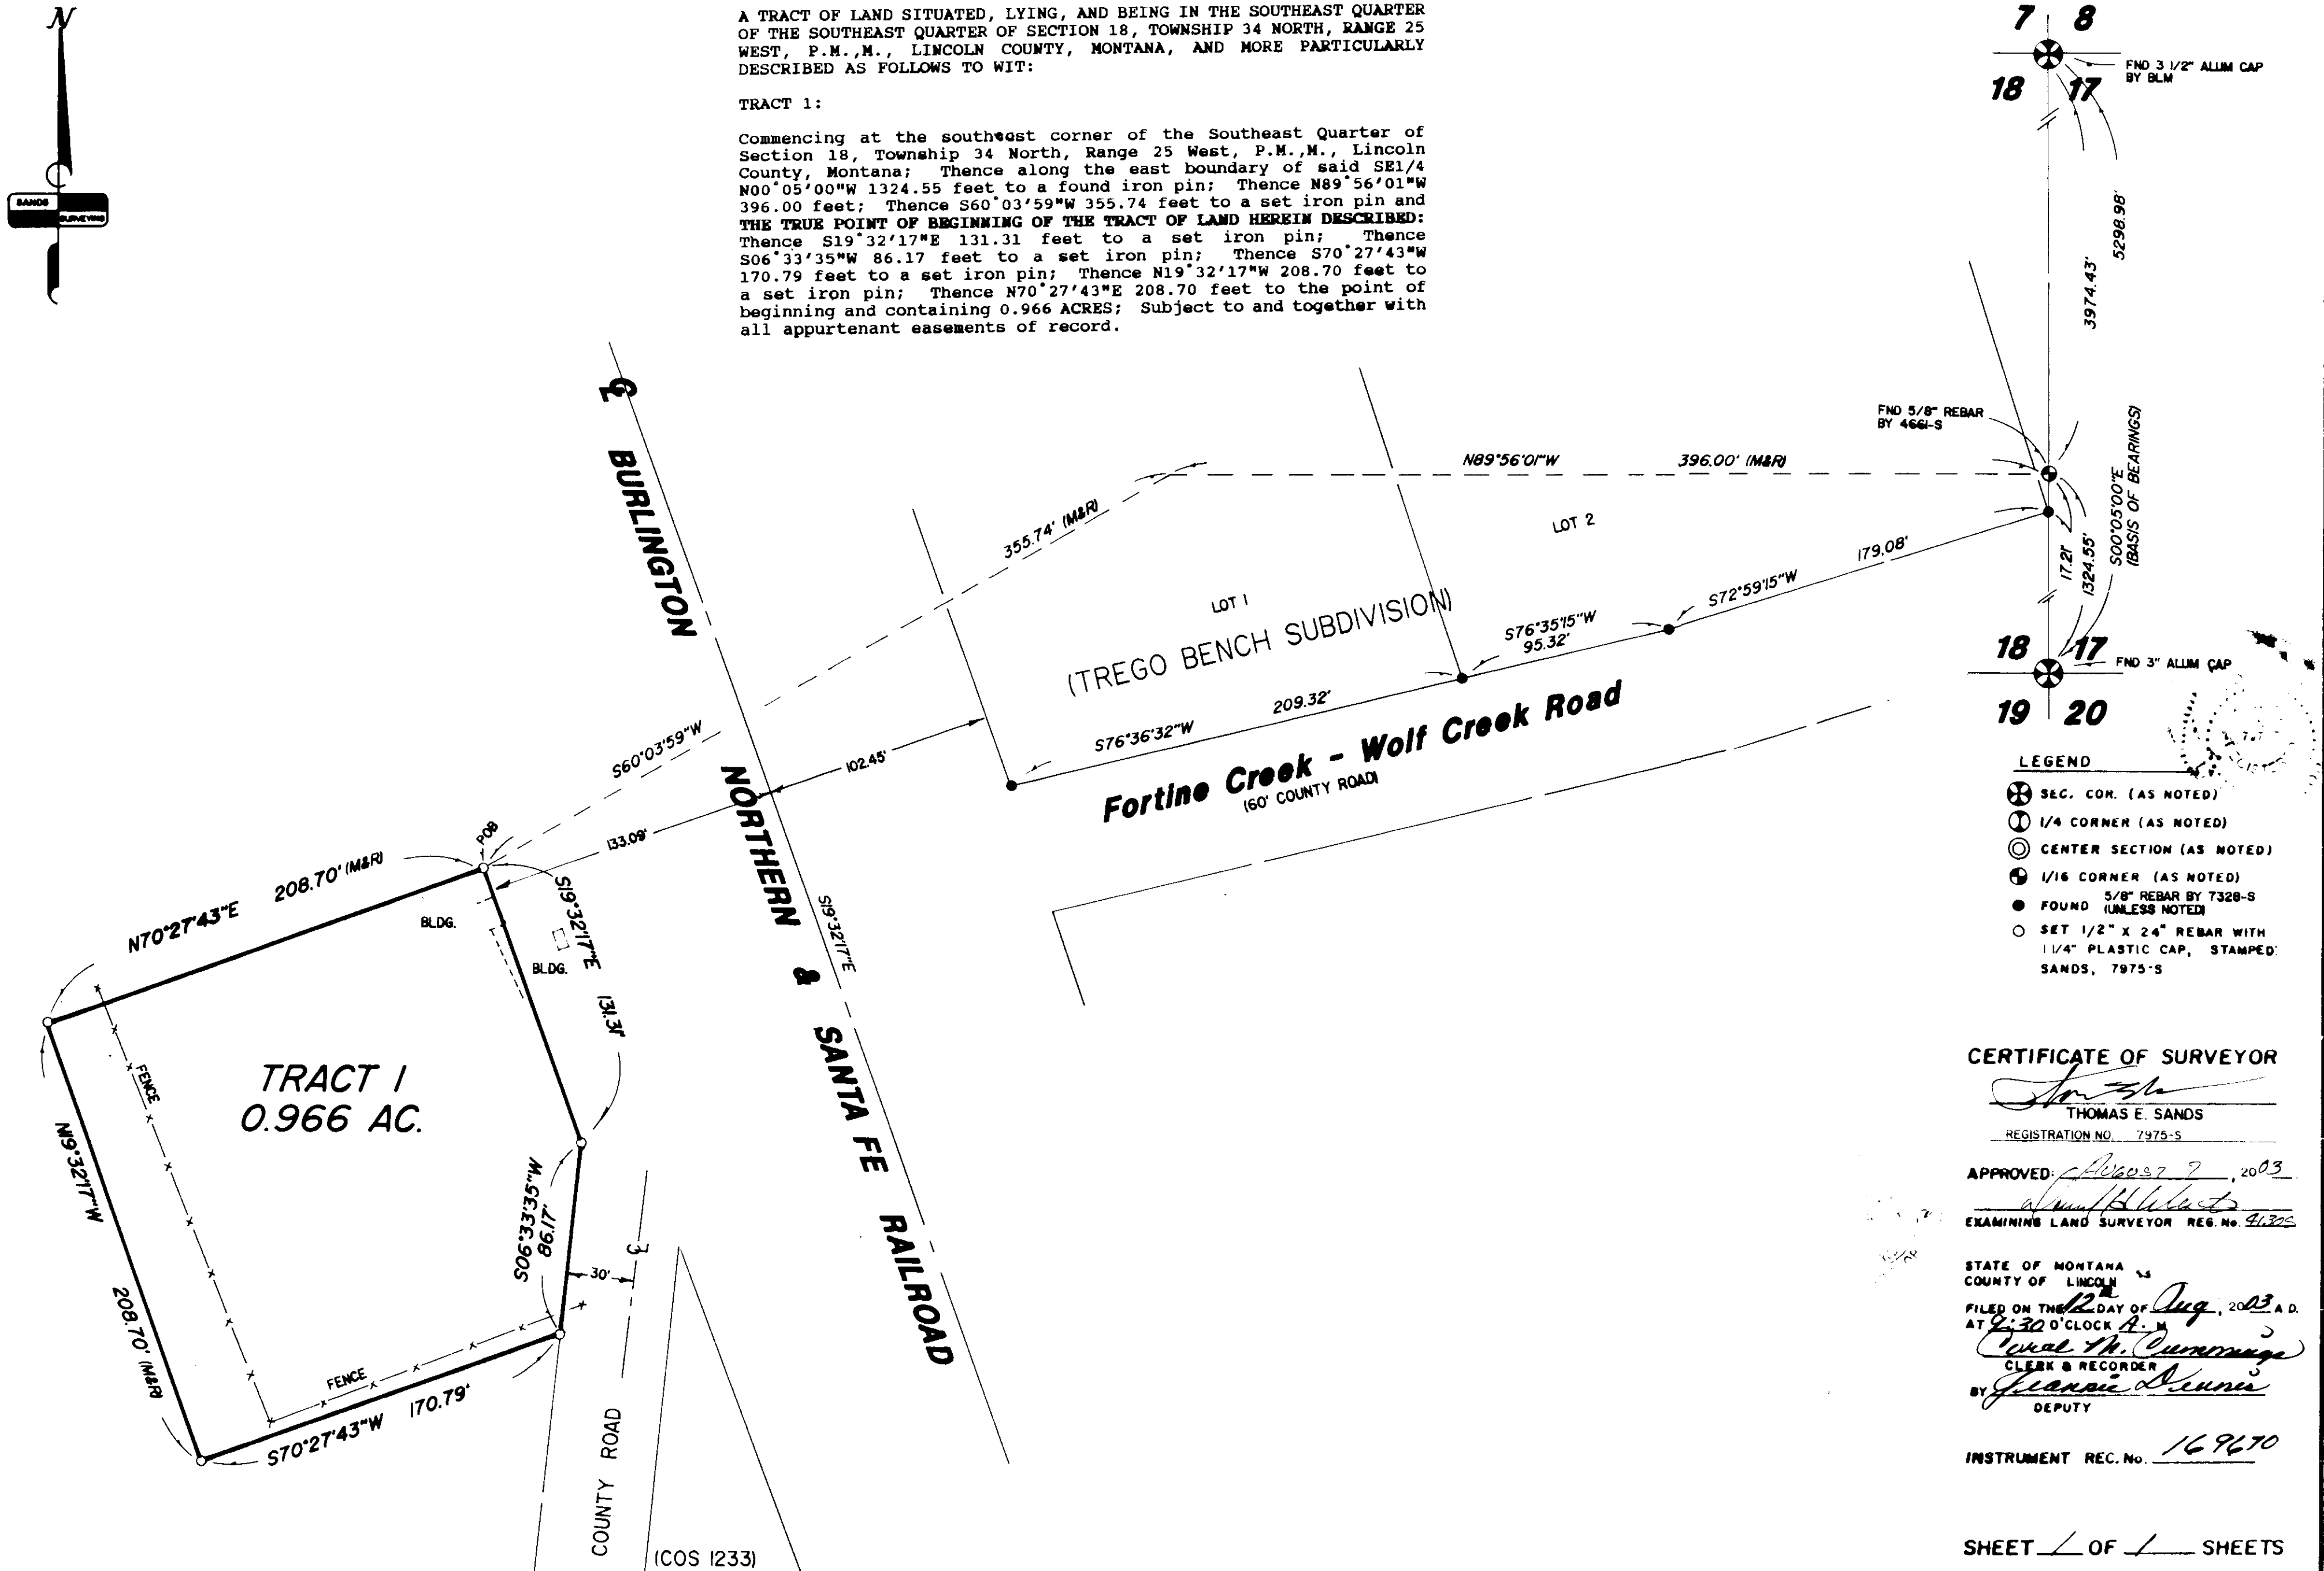 N
SANDS
SURVEYING
A TRACT OF LAND SITUATED, LYING, AND BEING IN THE SOUTHEAST QUARTER
OF THE SOUTHEAST QUARTER OF SECTION 18, TOWNSHIP 34 NORTH, RANGE 25
WEST, P.M.,M., LINCOLN COUNTY, MONTANA, AND MORE PARTICULARLY
DESCRIBED AS FOLLOWS TO WIT:
TRACT 1:
Commencing at the southeast corner of the Southeast Quarter of
Section 18, Township 34 North, Range 25 West, P.M.,M., Lincoln
County, Montana; Thence along the east boundary of said SE1/4
N00°05'00"W 1324.55 feet to a found iron pin; Thence N89°56'01"W
396.00 feet; Thence S60°03'59"W 355.74 feet to a set iron pin and
THE TRUE POINT OF BEGINNING OF THE TRACT OF LAND HEREIN DESCRIBED:
Thence S19°32'17"E 131.31 feet to a set iron pin; Thence
S06°33'35"W 86.17 feet to a set iron pin; Thence S70°27'43"W
170.79 feet to a set iron pin; Thence N19°32'17"W 208.70 feet to
a set iron pin; Thence N70°27'43"E 208.70 feet to the point of
beginning and containing 0.966 ACRES; Subject to and together with
all appurtenant easements of record.
7 8
18 17
FND 3 1/2" ALUM CAP
BY BLM
5298.98'
3974.43'
FND 5/8" REBAR
BY 4661-S
S00°05'00"E
(BASIS OF BEARINGS)
17.21'
1324.55'
18 17
FND 3" ALUM CAP
19 20
N89°56'01"W 396.00' (M&R)
355.74' (M&R)
S60°03'59"W
LOT 2
LOT 1
(TREGO BENCH SUBDIVISION)
179.08'
S72°59'15"W
S76°35'15"W
95.32'
209.32'
S76°36'32"W
Fortine Creek - Wolf Creek Road
(60' COUNTY ROAD)
℄ BURLINGTON NORTHERN & SANTA FE RAILROAD
S19°32'17"E
102.45'
133.09'
POB
208.70' (M&R)
N70°27'43"E
BLDG.
BLDG.
S19°32'17"E
131.31'
TRACT 1
0.966 AC.
FENCE
N19°32'17"W
208.70' (M&R)
S06°33'35"W
86.17'
30'
℄
FENCE
S70°27'43"W 170.79'
COUNTY ROAD
(COS 1233)
LEGEND
SEC. COR. (AS NOTED)
1/4 CORNER (AS NOTED)
CENTER SECTION (AS NOTED)
1/16 CORNER (AS NOTED)
FOUND 5/8" REBAR BY 7328-S
(UNLESS NOTED)
SET 1/2" X 24" REBAR WITH
1 1/4" PLASTIC CAP, STAMPED:
SANDS, 7975-S
CERTIFICATE OF SURVEYOR
THOMAS E. SANDS
REGISTRATION NO. 7975-S
APPROVED: August 7, 2003
EXAMINING LAND SURVEYOR REG. No. 4130S
STATE OF MONTANA SS
COUNTY OF LINCOLN
FILED ON THE 12 DAY OF Aug, 2003 A.D.
AT 9:30 O'CLOCK A. M
Coral M. Cummings
CLERK & RECORDER
BY Jeannie Dennis
DEPUTY
INSTRUMENT REC. No. 169670
SHEET 1 OF 1 SHEETS